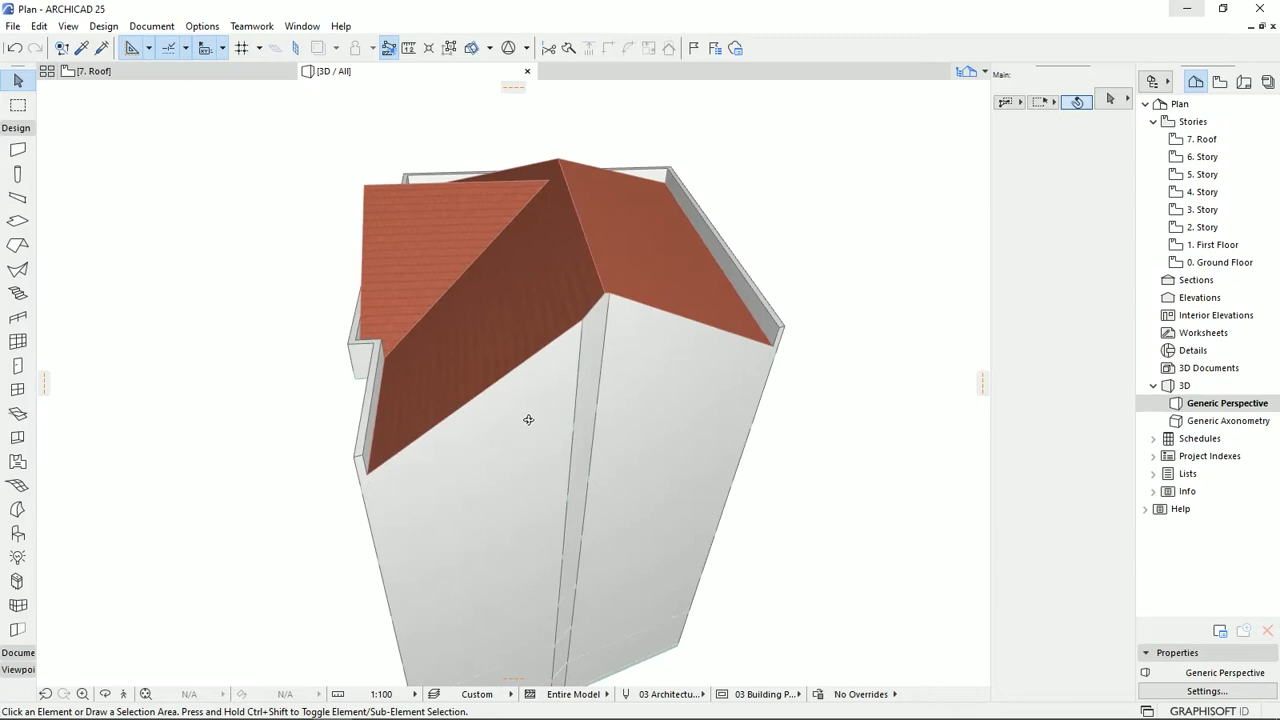 Plan - ARCHICAD 25
File Edit View Design Document Options Teamwork Window Help
[7. Roof]
[3D / All]
Main:
Design
Docume
Viewpoi
Plan
Stories
7. Roof
6. Story
5. Story
4. Story
3. Story
2. Story
1. First Floor
0. Ground Floor
Sections
Elevations
Interior Elevations
Worksheets
Details
3D Documents
3D
Generic Perspective
Generic Axonometry
Schedules
Project Indexes
Lists
Info
Help
Properties
Generic Perspective
Settings...
N/A N/A 1:100 Custom Entire Model 03 Architectu... 03 Building P... No Overrides
Click an Element or Draw a Selection Area. Press and Hold Ctrl+Shift to Toggle Element/Sub-Element Selection.
GRAPHISOFT ID